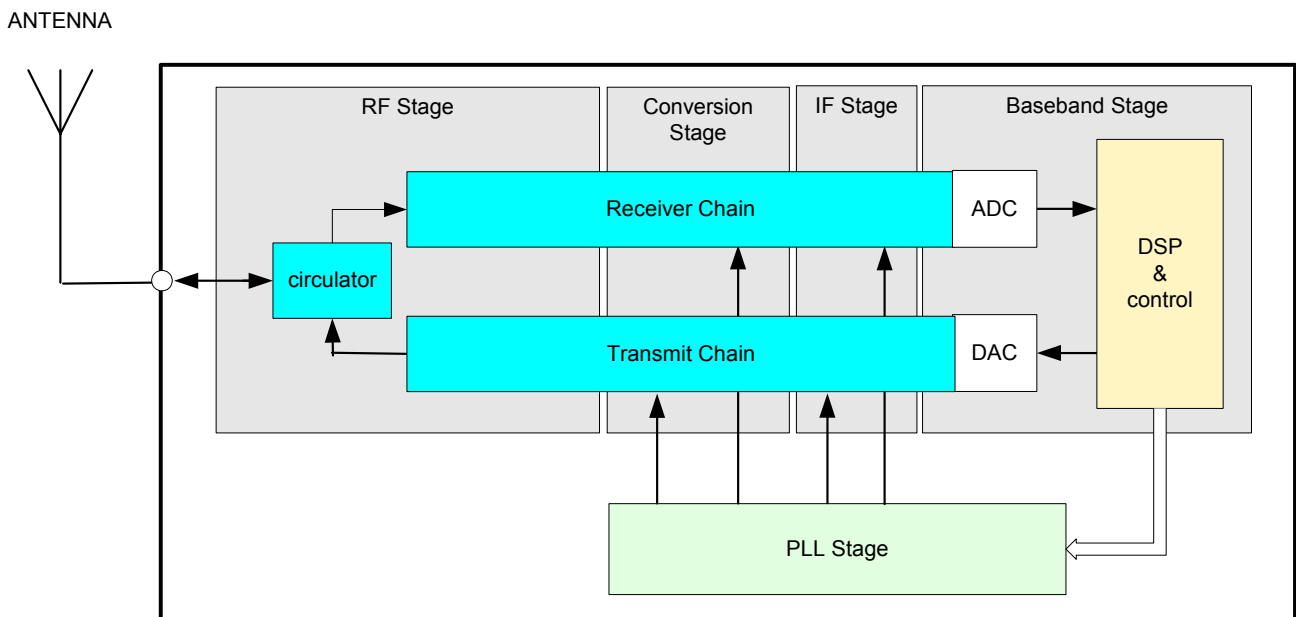 ANTENNA
RF Stage
Conversion
Stage
IF Stage
Baseband Stage
Receiver Chain
ADC
circulator
DSP
&
control
Transmit Chain
DAC
PLL Stage